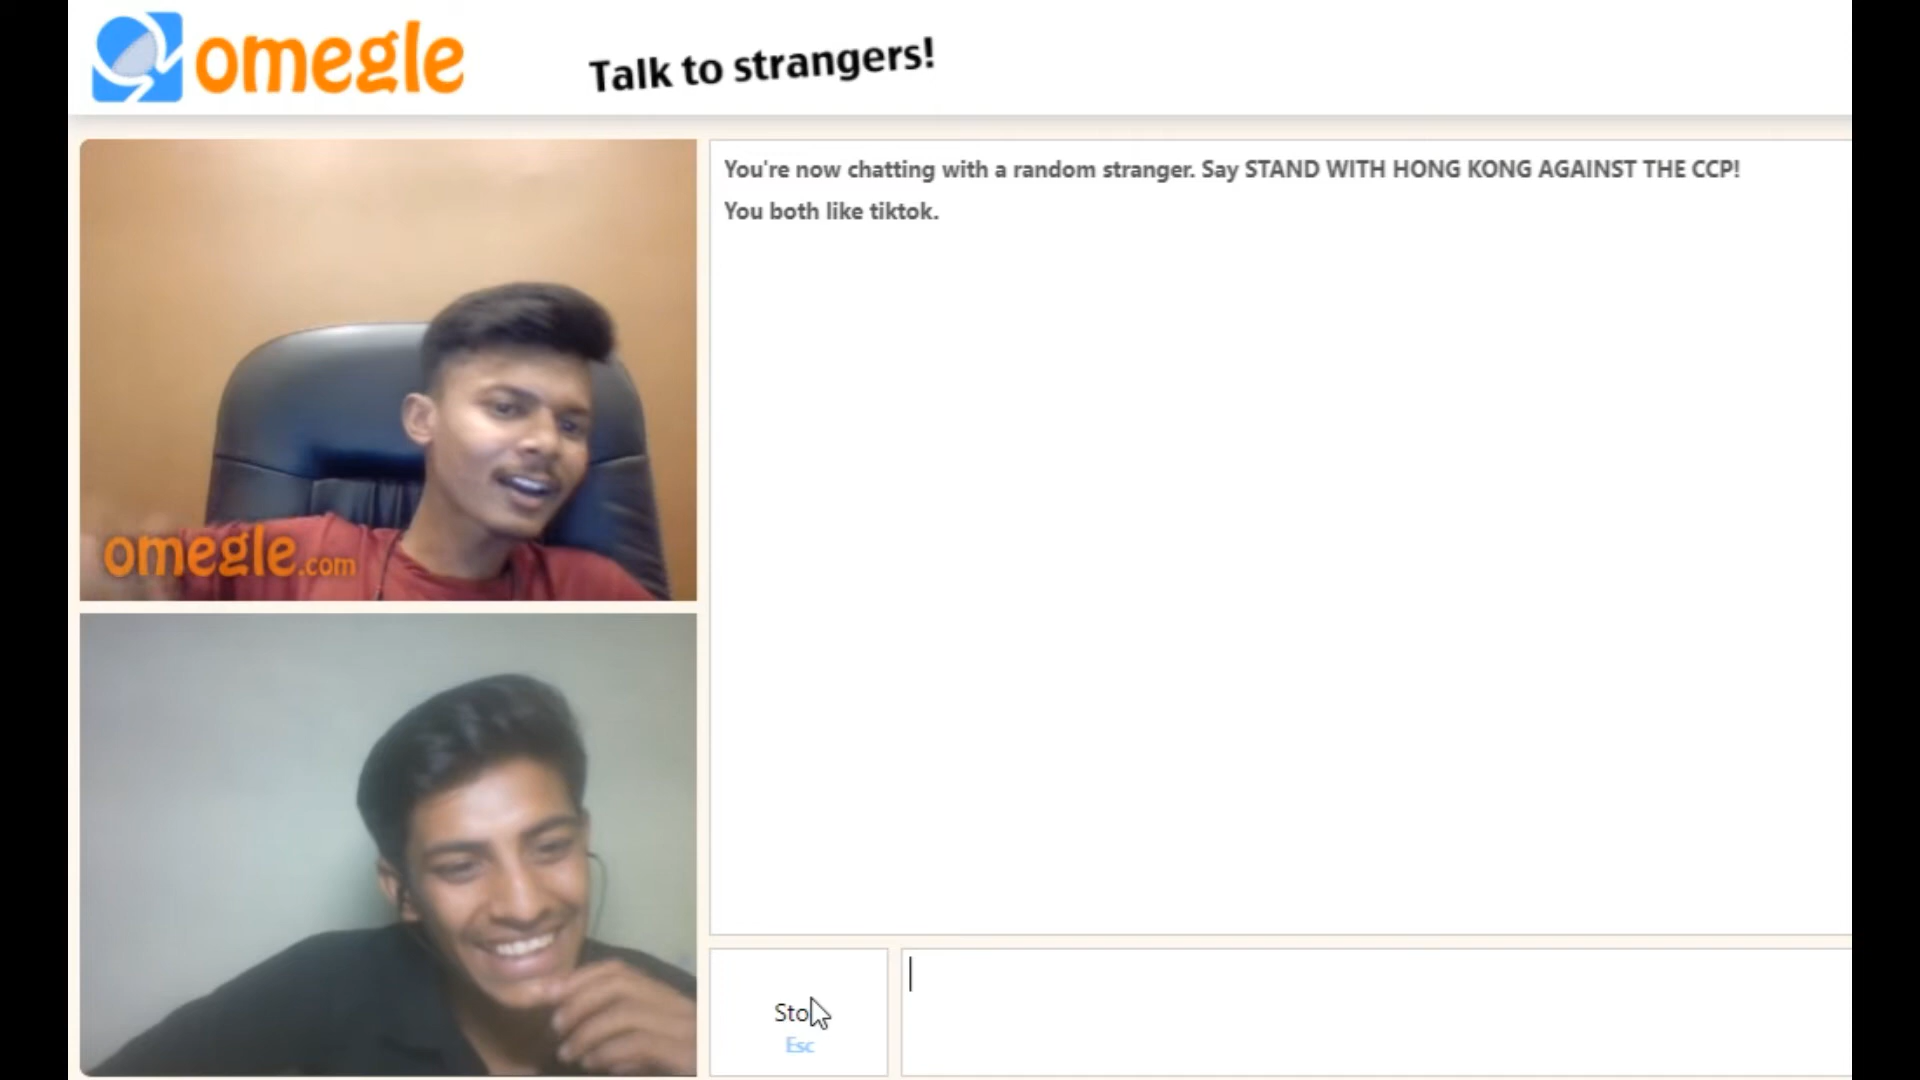 omegle
Talk to strangers!
You're now chatting with a random stranger. Say STAND WITH HONG KONG AGAINST THE CCP!
You both like tiktok.
omegle.com
Esc